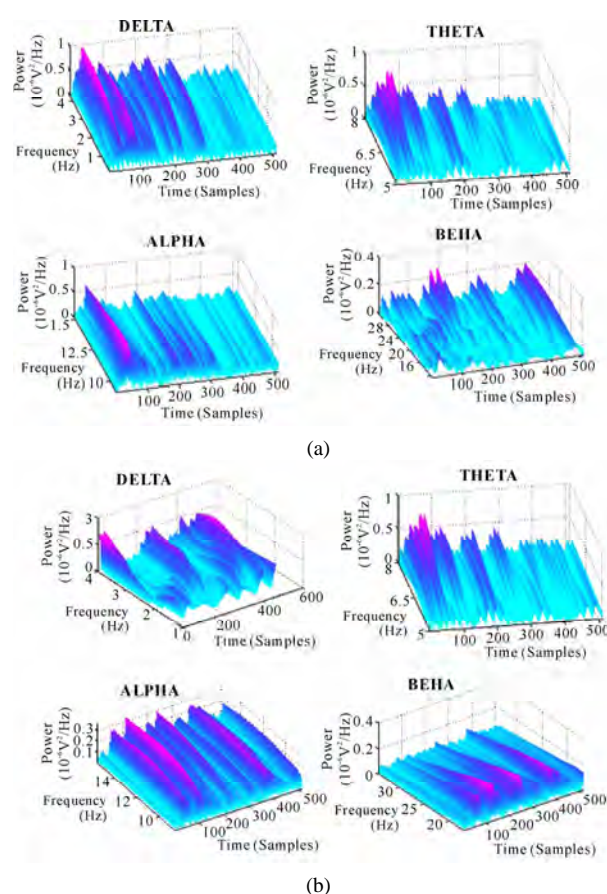 DELTA
Power
(10⁻⁶V²/Hz)
1
0.5
0
4
3
2
1
Frequency
(Hz)
100 200 300 400 500
Time (Samples)
THETA
Power
(10⁻⁶V²/Hz)
1
0.5
0
8
6.5
5
Frequency
(Hz)
100 200 300 400 500
Time (Samples)
ALPHA
Power
(10⁻⁶V²/Hz)
1
0.5
0
1.5
12.5
10
Frequency
(Hz)
100 200 300 400 500
Time (Samples)
BEHA
Power
(10⁻⁶V²/Hz)
0.4
0.2
0
28
24
20
16
Frequency
(Hz)
100 200 300 400 500
Time (Samples)
(a)
DELTA
Power
(10⁻⁶V²/Hz)
3
0.5
0
4
3
2
1
Frequency
(Hz)
0 200 400 600
Time (Samples)
THETA
Power
(10⁻⁶V²/Hz)
1
0.5
0
8
6.5
5
Frequency
(Hz)
100 200 300 400 500
Time (Samples)
ALPHA
Power
(10⁻⁶V²/Hz)
0.3
0.2
0.1
14
12
10
Frequency
(Hz)
100 200 300 400 500
Time (Samples)
BEHA
Power
(10⁻⁶V²/Hz)
0.4
0.2
0
30
25
20
Frequency
(Hz)
100 200 300 400 500
Time (Samples)
(b)